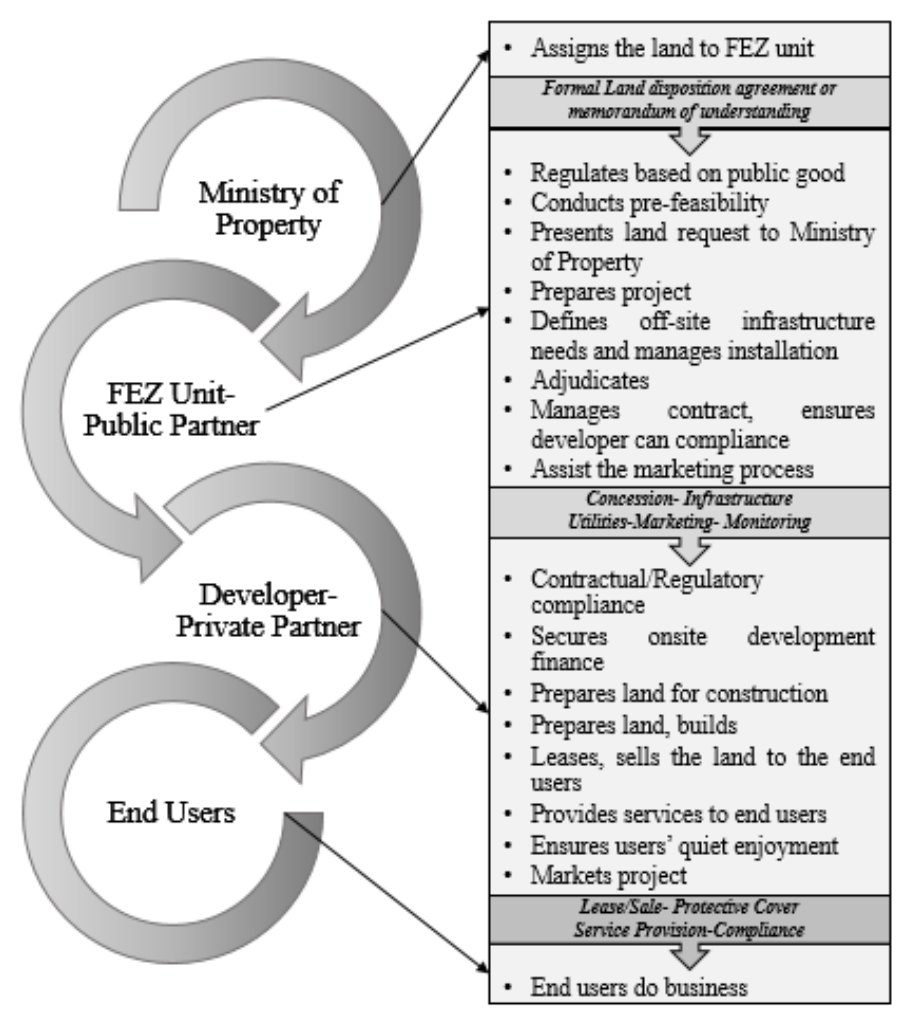 Ministry of
Property
FEZ Unit-
Public Partner
Developer-
Private Partner
End Users
• Assigns the land to FEZ unit
Formal Land disposition agreement or
memorandum of understanding
• Regulates based on public good
• Conducts pre-feasibility
• Presents land request to Ministry
of Property
• Prepares project
• Defines off-site infrastructure
needs and manages installation
• Adjudicates
• Manages contract, ensures
developer can compliance
• Assist the marketing process
Concession- Infrastructure
Utilities-Marketing- Monitoring
• Contractual/Regulatory
compliance
• Secures onsite development
finance
• Prepares land for construction
• Prepares land, builds
• Leases, sells the land to the end
users
• Provides services to end users
• Ensures users’ quiet enjoyment
• Markets project
Lease/Sale- Protective Cover
Service Provision-Compliance
• End users do business